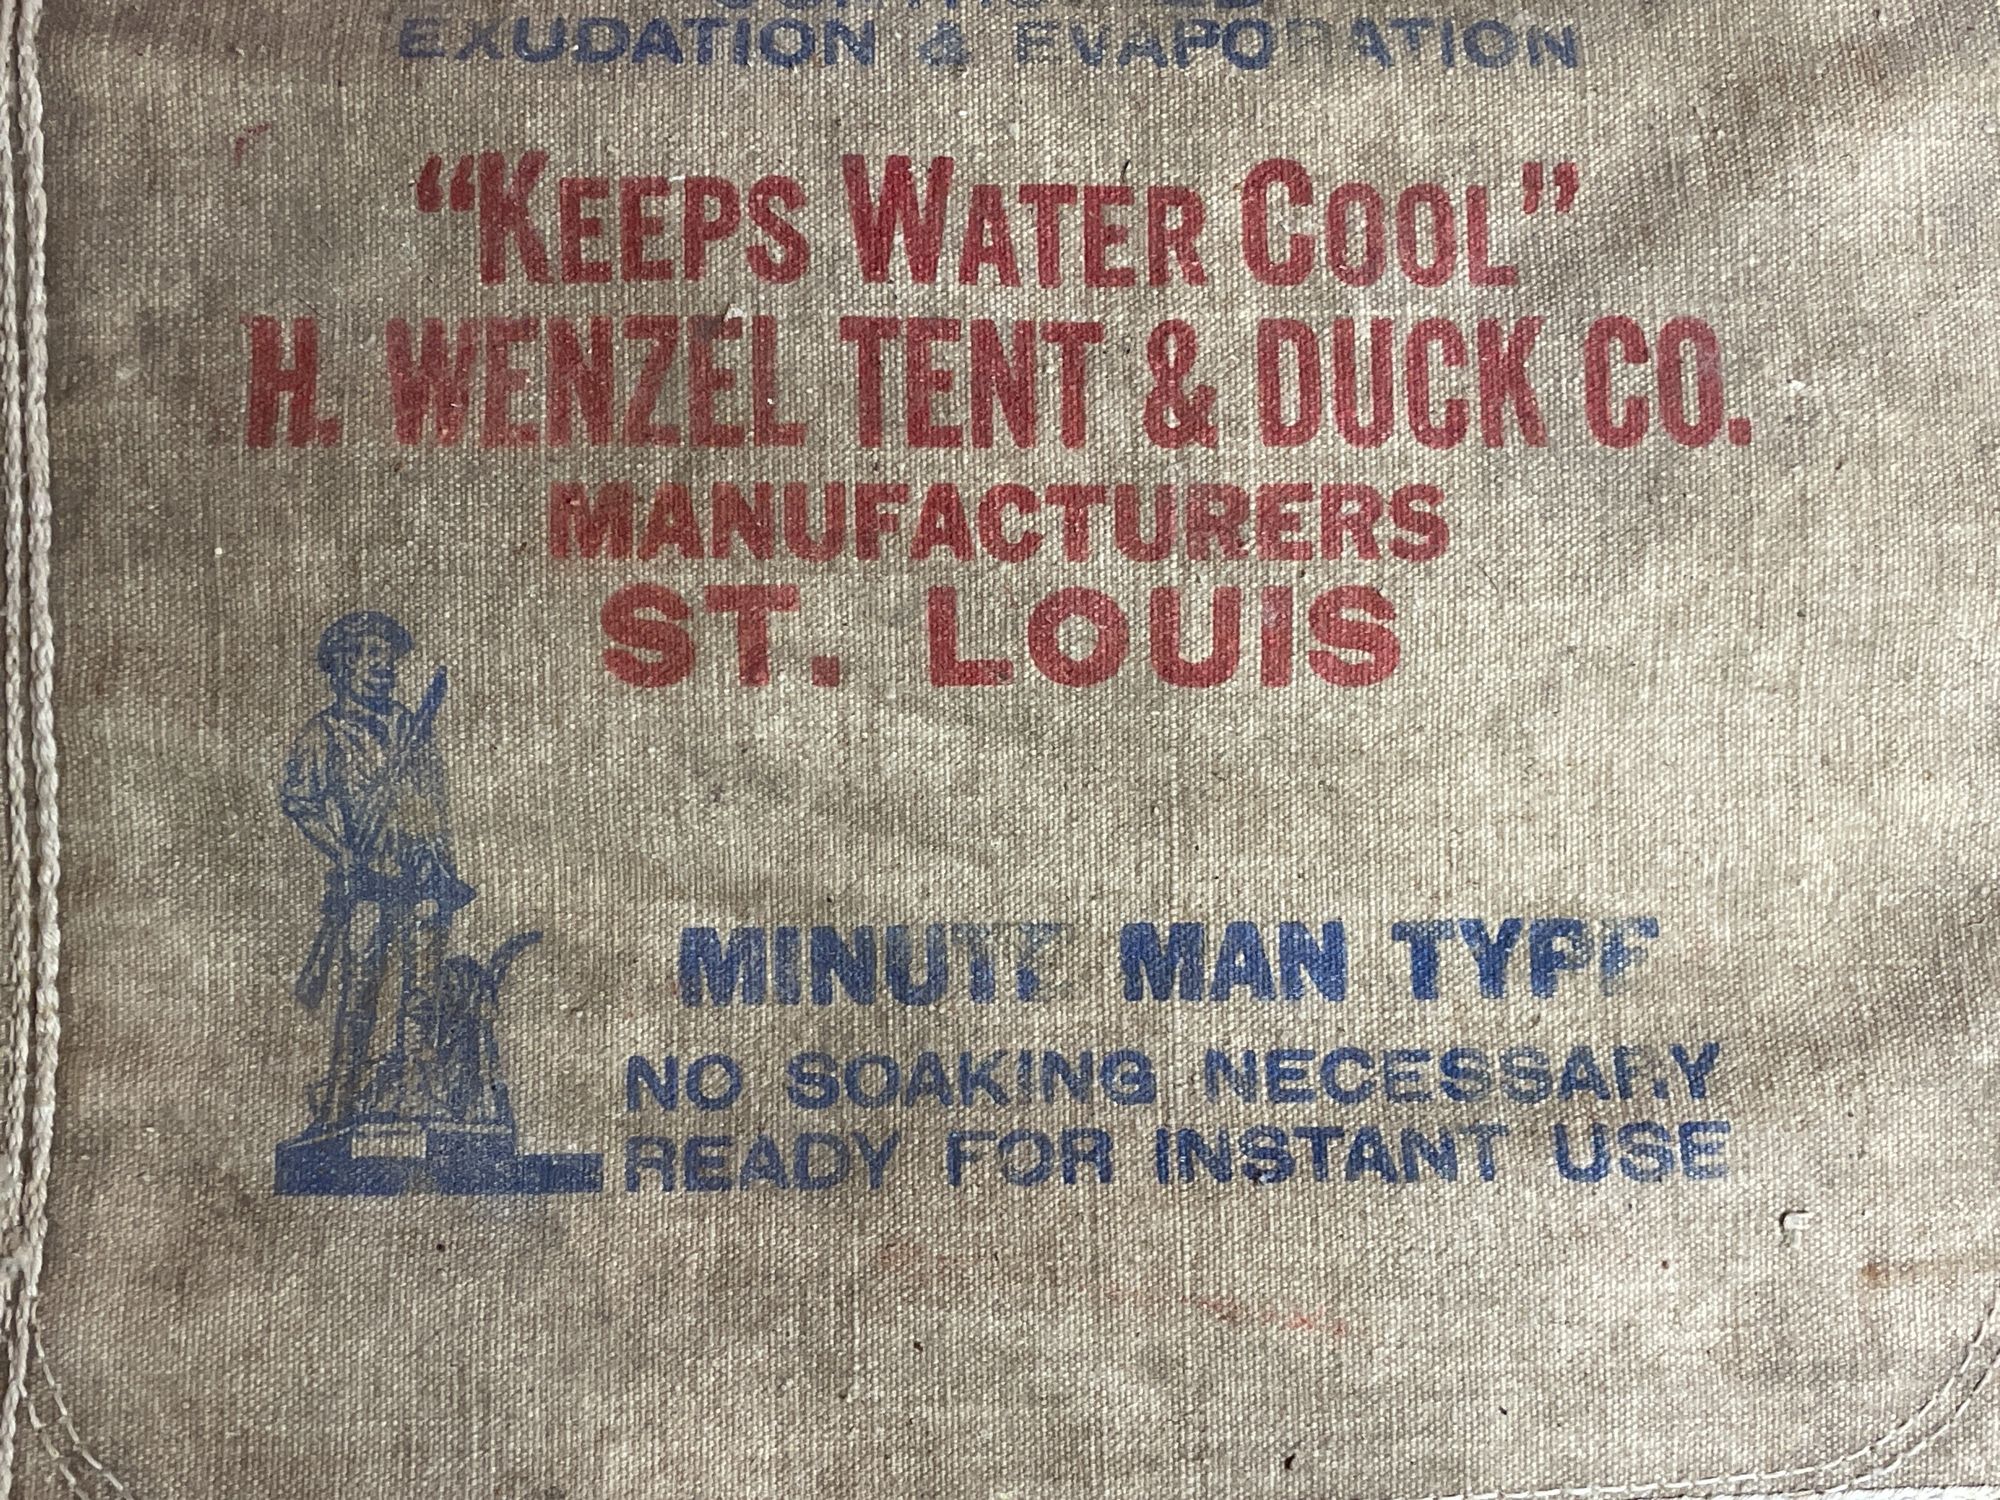 EXUDATION & EVAPORATION
“KEEPS WATER COOL”
H. WENZEL TENT & DUCK CO.
MANUFACTURERS
ST. LOUIS
MINUTE MAN TYPE
NO SOAKING NECESSARY
READY FOR INSTANT USE